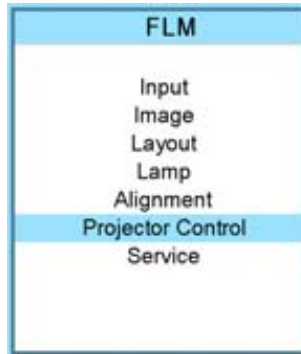 FLM
Input
Image
Layout
Lamp
Alignment
Projector Control
Service